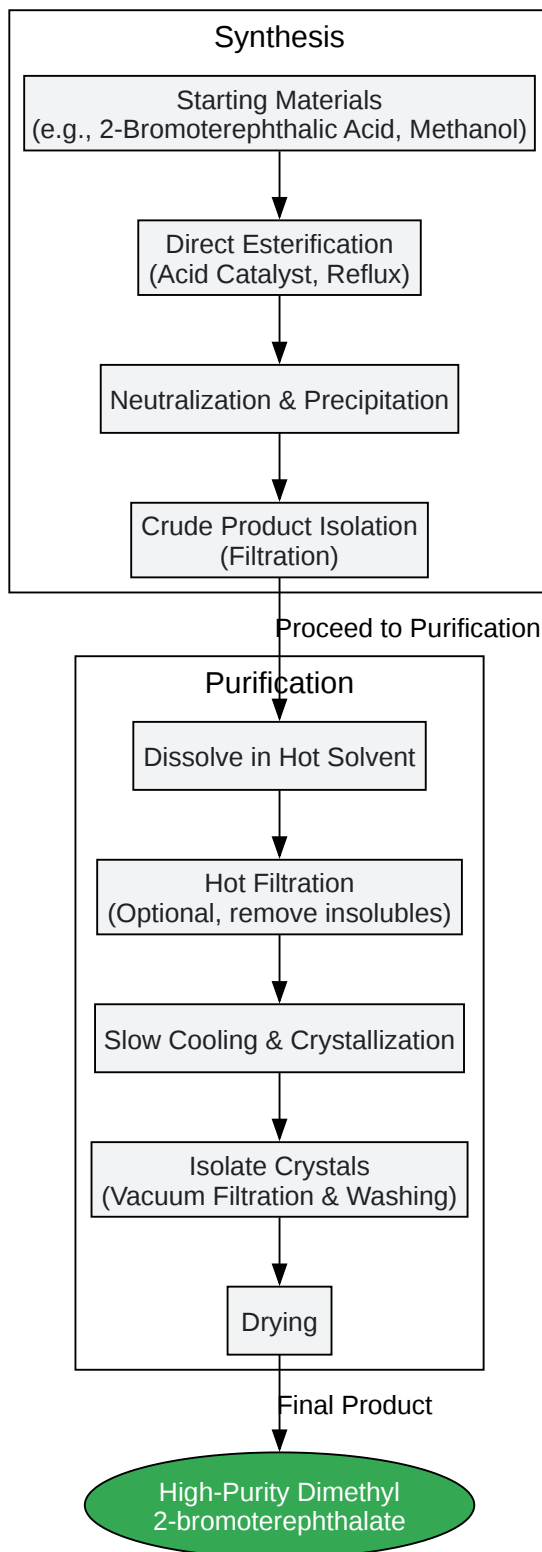 Synthesis
Starting Materials
(e.g., 2-Bromoterephthalic Acid, Methanol)
Direct Esterification
(Acid Catalyst, Reflux)
Neutralization & Precipitation
Crude Product Isolation
(Filtration)
Proceed to Purification
Purification
Dissolve in Hot Solvent
Hot Filtration
(Optional, remove insolubles)
Slow Cooling & Crystallization
Isolate Crystals
(Vacuum Filtration & Washing)
Drying
Final Product
High-Purity Dimethyl
2-bromoterephthalate